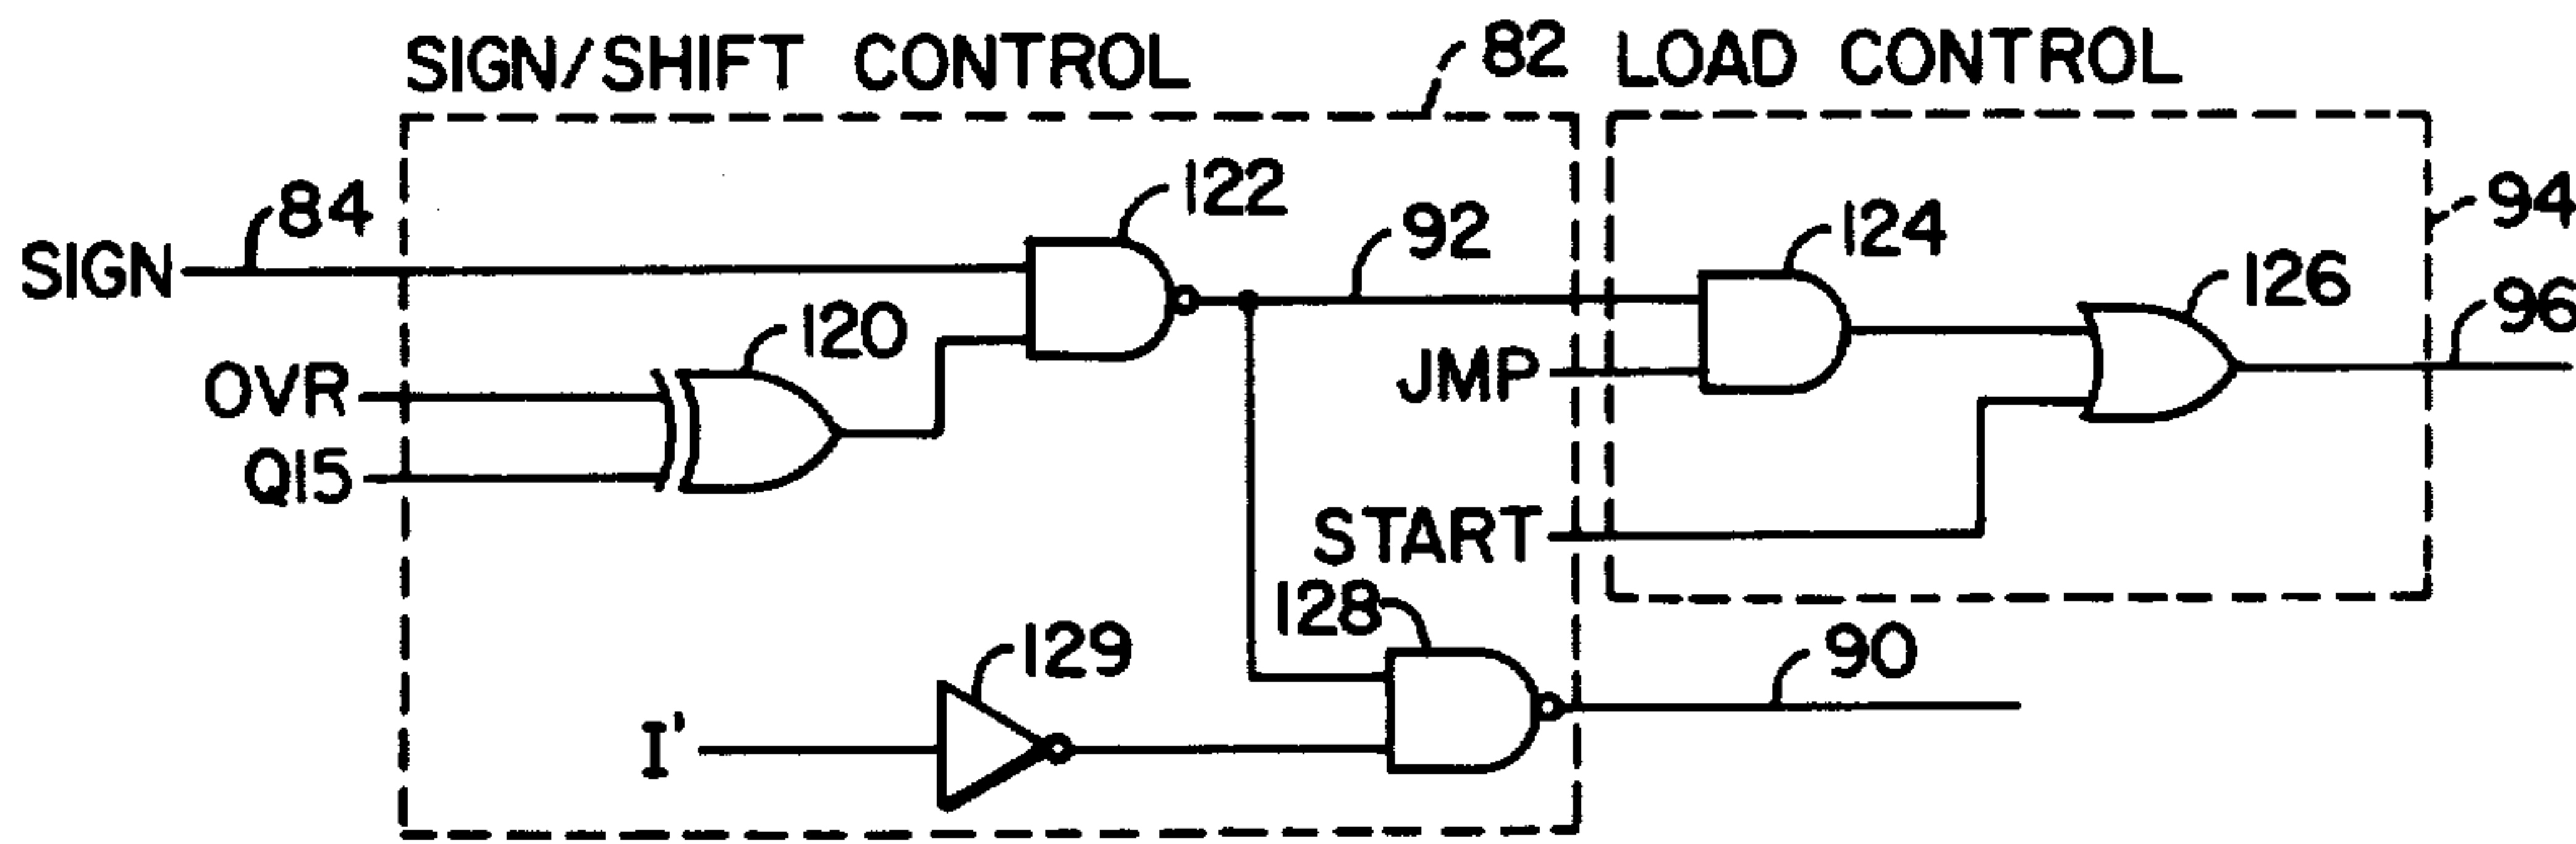 SIGN/SHIFT CONTROL
82
LOAD CONTROL
84
SIGN
122
92
124
94
126
96
120
OVR
Q15
JMP
START
128
129
90
I'